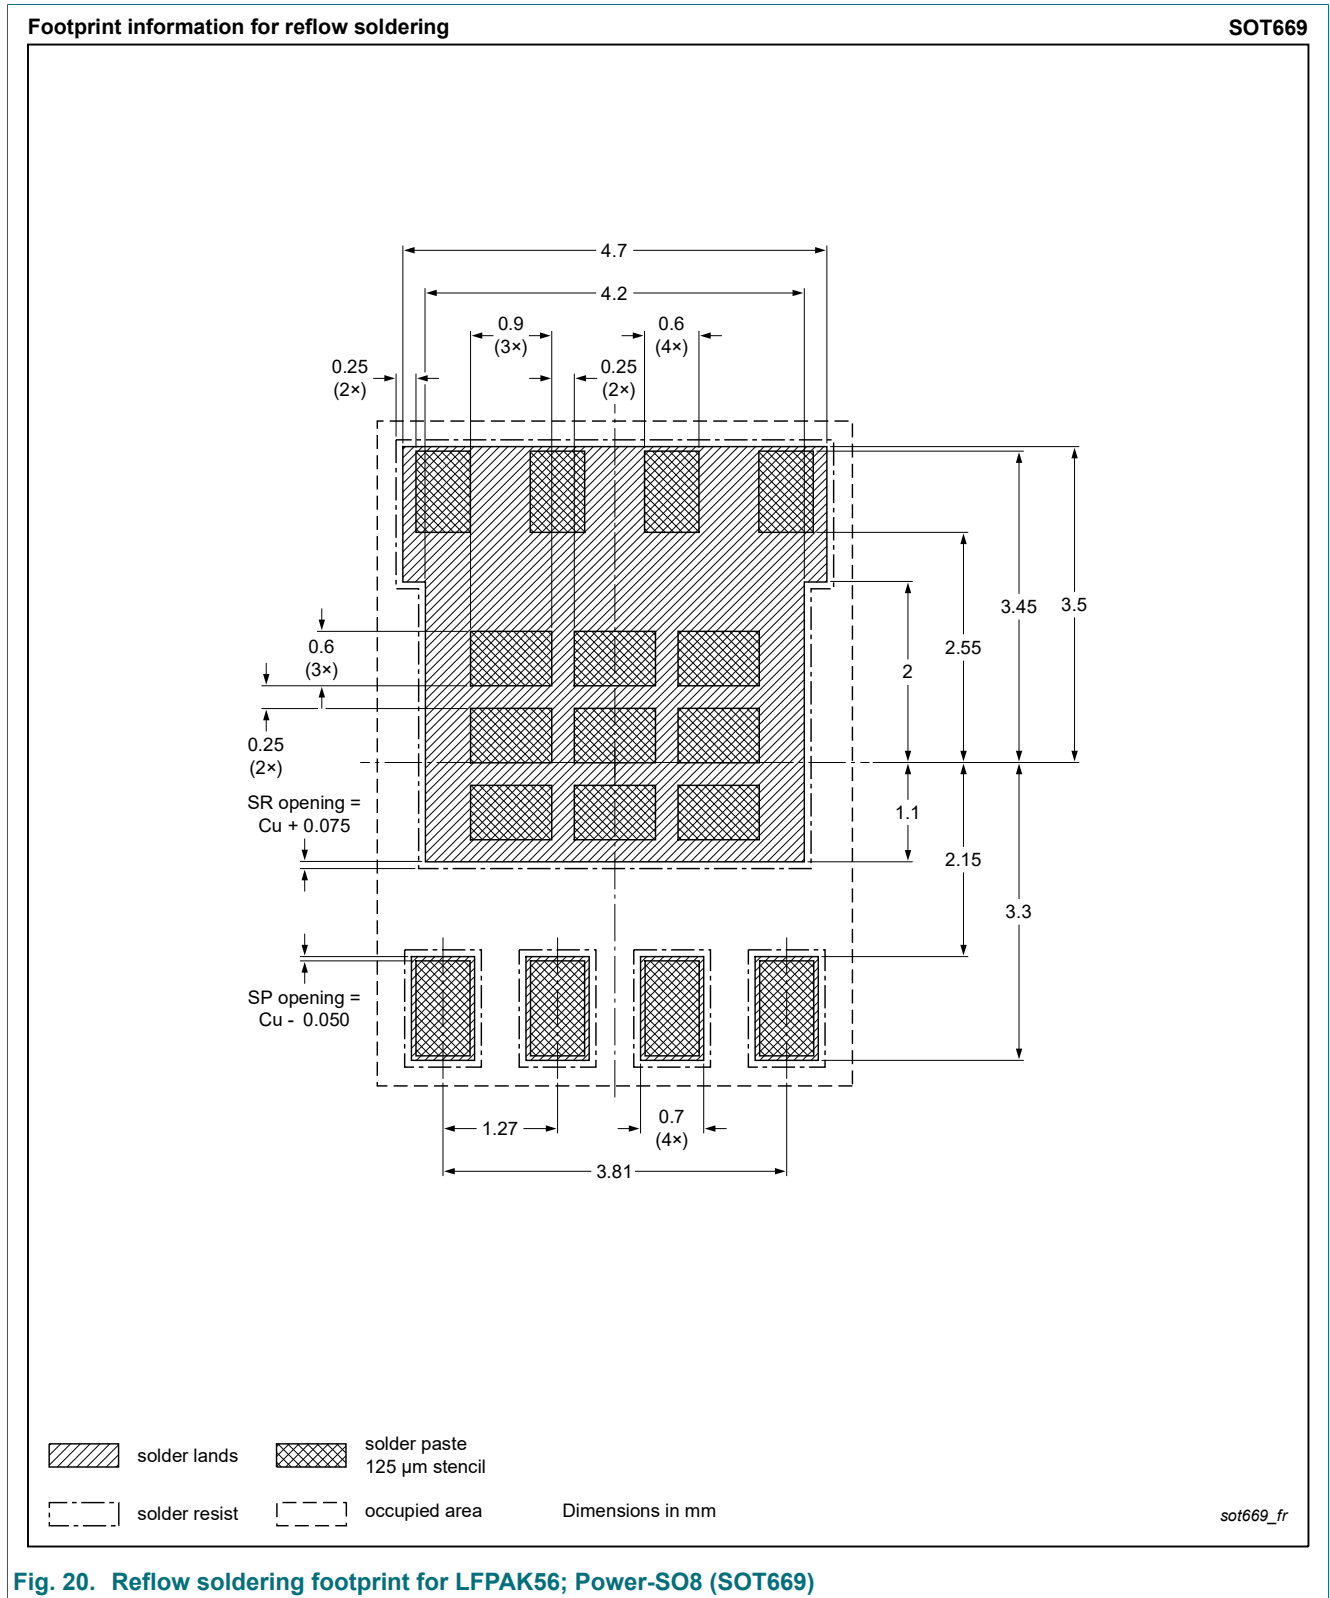 Footprint information for reflow soldering SOT669
4.7
4.2
0.9
(3×)
0.6
(4×)
0.25
(2×)
0.25
(2×)
0.6
(3×)
0.25
(2×)
3.45
3.5
2.55
2
SR opening =
Cu + 0.075
1.1
2.15
3.3
SP opening =
Cu - 0.050
1.27
0.7
(4×)
3.81
solder lands
solder paste
125 µm stencil
solder resist
occupied area
Dimensions in mm
sot669_fr
Fig. 20. Reflow soldering footprint for LFPAK56; Power-SO8 (SOT669)